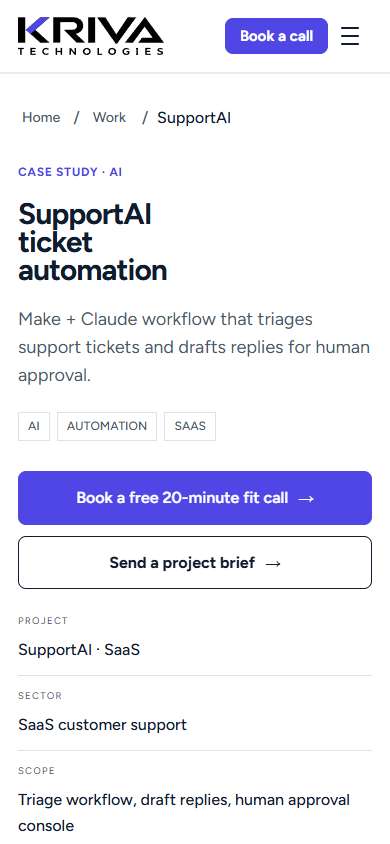 KRIVA
TECHNOLOGIES
Book a call
Home / Work / SupportAI
CASE STUDY · AI
SupportAI
ticket
automation
Make + Claude workflow that triages
support tickets and drafts replies for human
approval.
AI AUTOMATION SAAS
Book a free 20-minute fit call →
Send a project brief →
PROJECT
SupportAI · SaaS
SECTOR
SaaS customer support
SCOPE
Triage workflow, draft replies, human approval
console